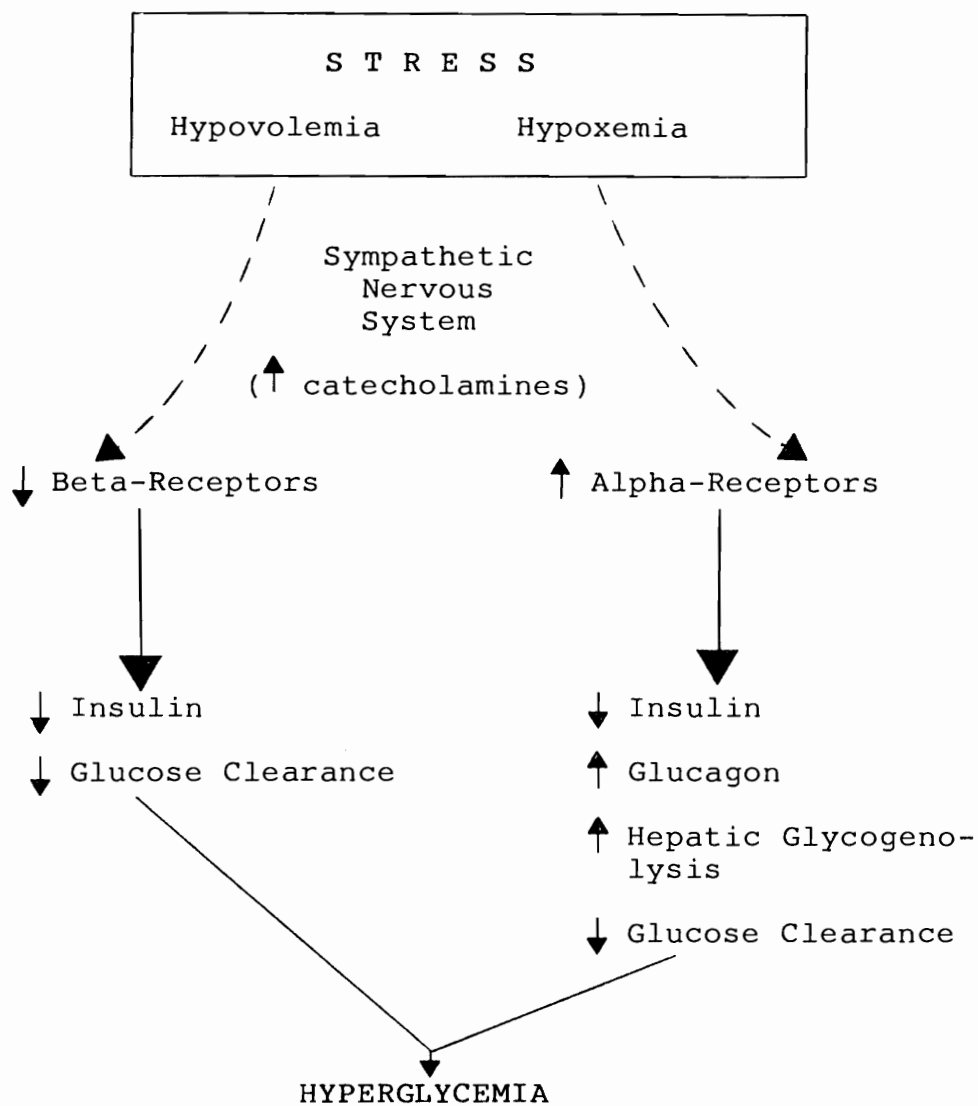 S T R E S S
Hypovolemia Hypoxemia
Sympathetic
Nervous
System
(↑ catecholamines)
↓ Beta-Receptors ↑ Alpha-Receptors
↓ Insulin
↓ Glucose Clearance
↓ Insulin
↑ Glucagon
↑ Hepatic Glycogeno-
lysis
↓ Glucose Clearance
HYPERGLYCEMIA